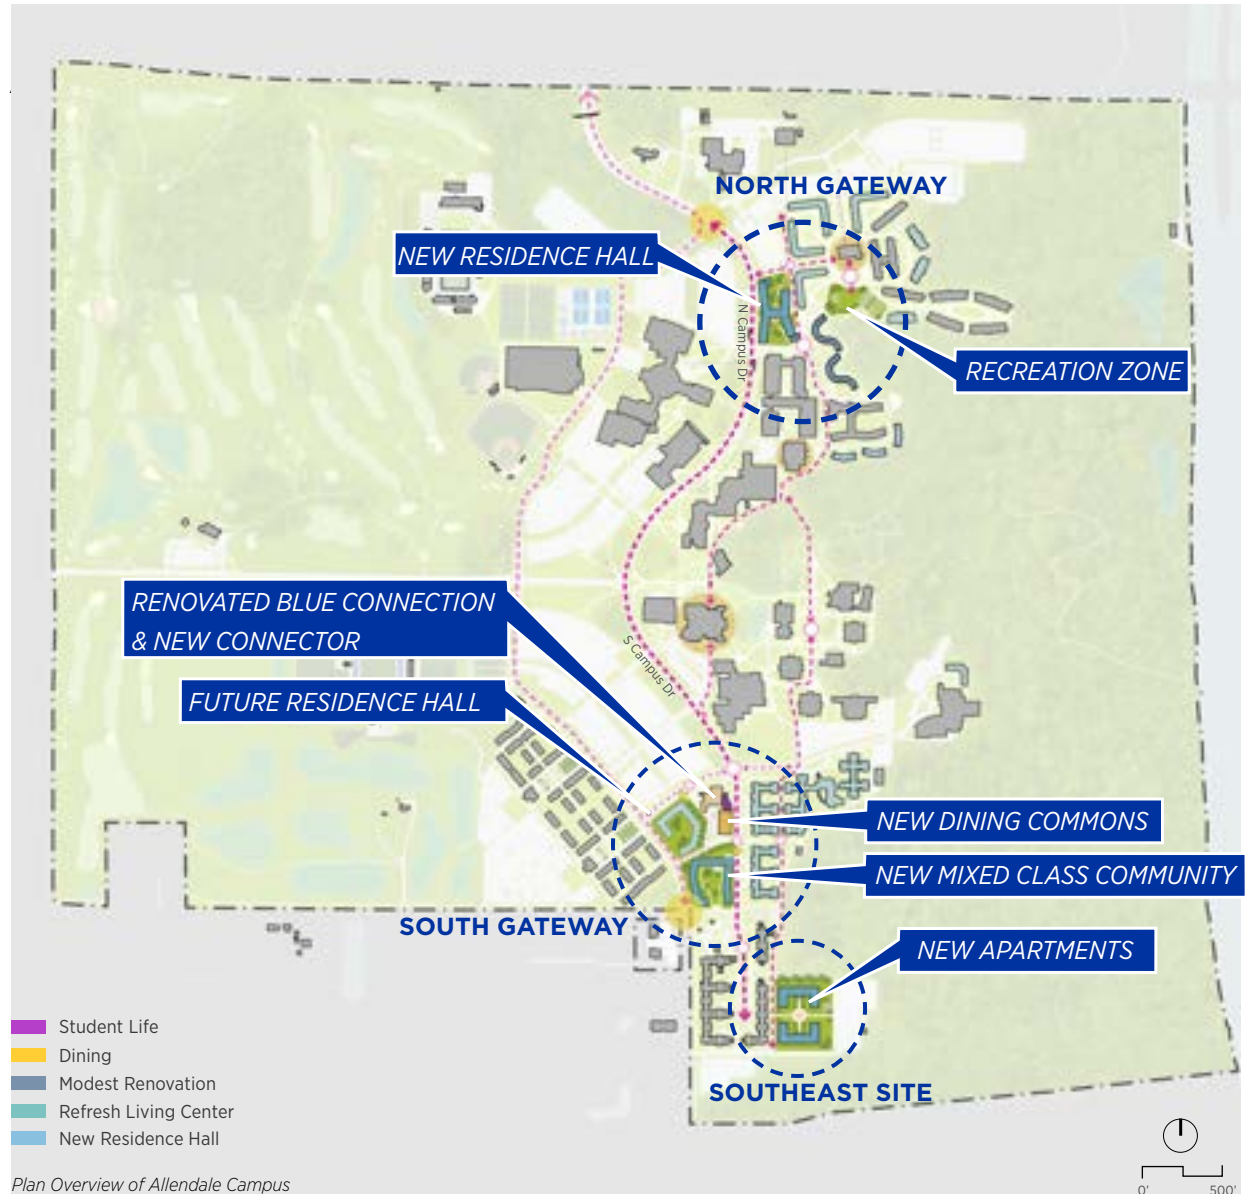 NORTH GATEWAY
NEW RESIDENCE HALL
N Campus Dr
RECREATION ZONE
RENOVATED BLUE CONNECTION
& NEW CONNECTOR
S Campus Dr
FUTURE RESIDENCE HALL
NEW DINING COMMONS
NEW MIXED CLASS COMMUNITY
SOUTH GATEWAY
NEW APARTMENTS
SOUTHEAST SITE
Student Life
Dining
Modest Renovation
Refresh Living Center
New Residence Hall
Plan Overview of Allendale Campus
0' 500'